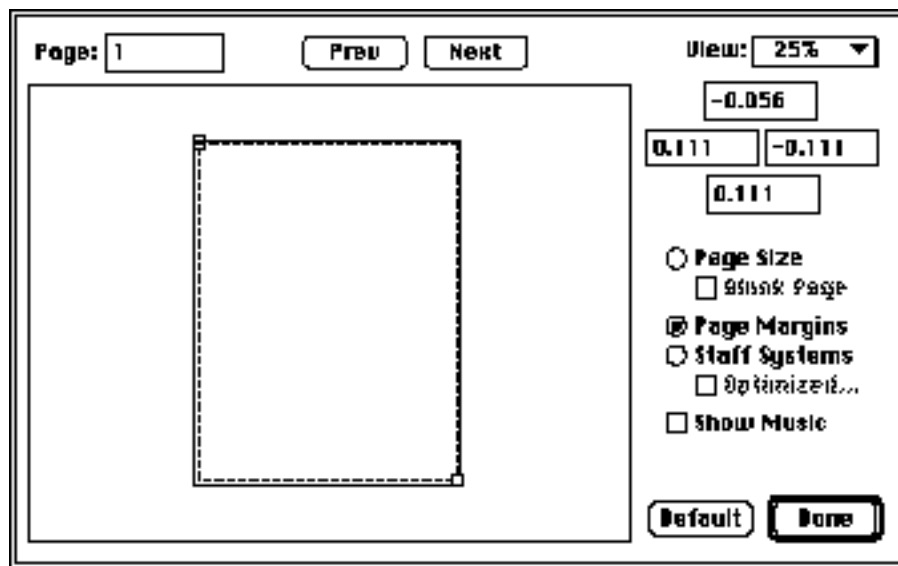 Page: 1 Prev Next View: 25%
-0.056
0.111 -0.111
0.111
Page Size
Blank Page
Page Margins
Staff Systems
Optimized...
Show Music
Default Done